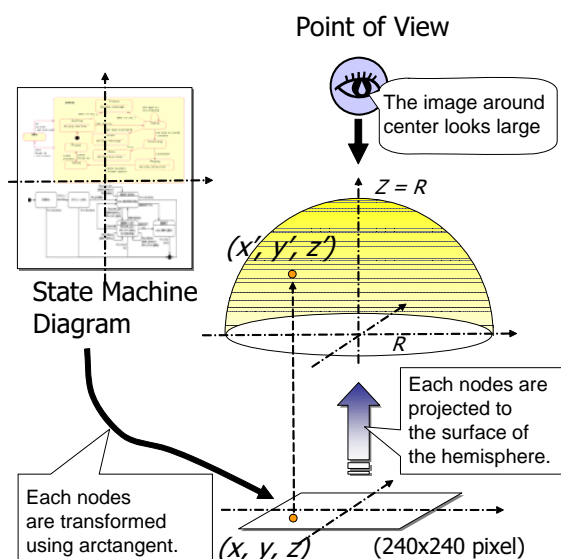 Point of View
The image around
center looks large
Z = R
(x’, y’, z’)
State Machine
Diagram
R
Each nodes are
projected to
the surface of
the hemisphere.
Each nodes
are transformed
using arctangent.
(x, y, z)
(240x240 pixel)